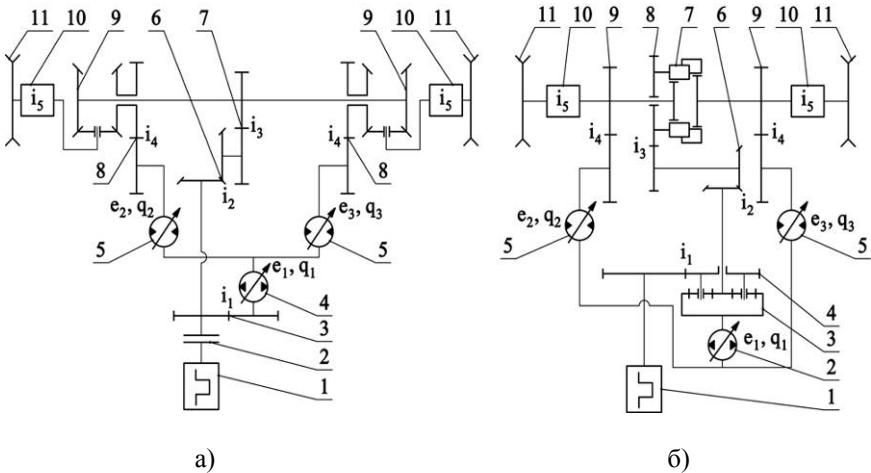 11 10 9 6 7 9 10 11
i5 i5
i4 i3 i4
8 8
i2
e2, q2 e3, q3
5 5
e1, q1
4
i1
3
2
1
а)
11 10 9 8 7 6 9 10 11
i5 i5
i4 i4
i3
i2
e2, q2 e3, q3
5 5
i1
4
3
e1, q1
2
1
б)